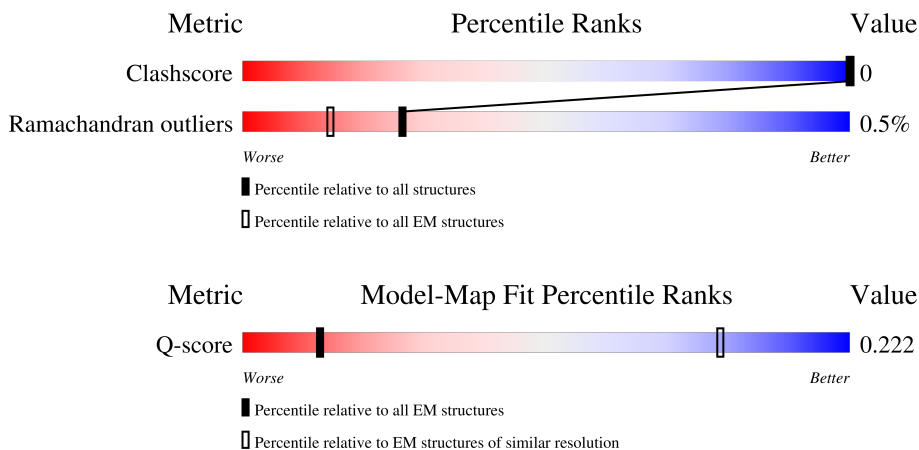 Metric Percentile Ranks Value
Clashscore 0
Ramachandran outliers 0.5%
Worse Better
Percentile relative to all structures
Percentile relative to all EM structures
Metric Model-Map Fit Percentile Ranks Value
Q-score 0.222
Worse Better
Percentile relative to all EM structures
Percentile relative to EM structures of similar resolution